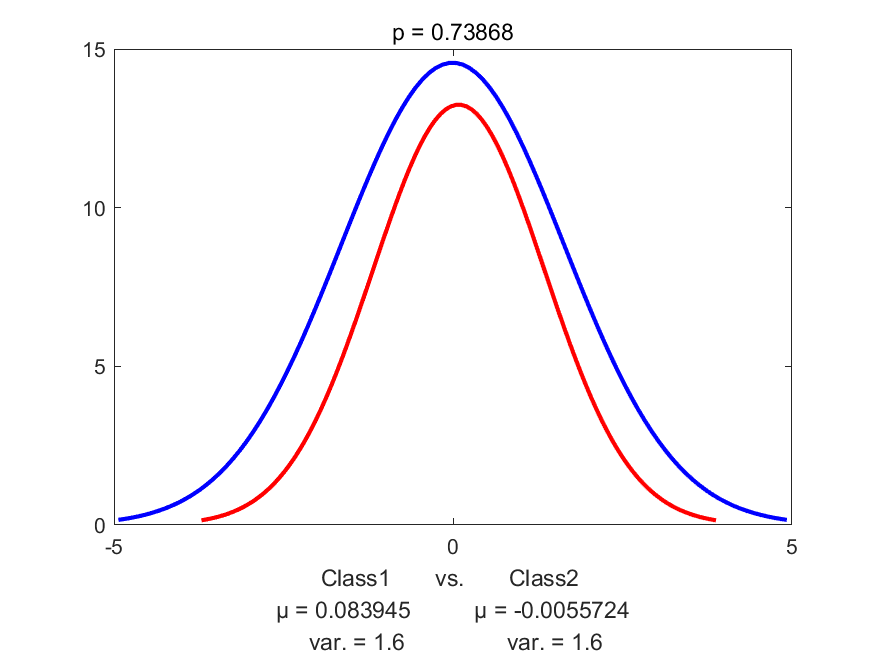 p = 0.73868
15
10
5
0
-5 0 5
Class1 vs. Class2
μ = 0.083945 μ = -0.0055724
var. = 1.6 var. = 1.6